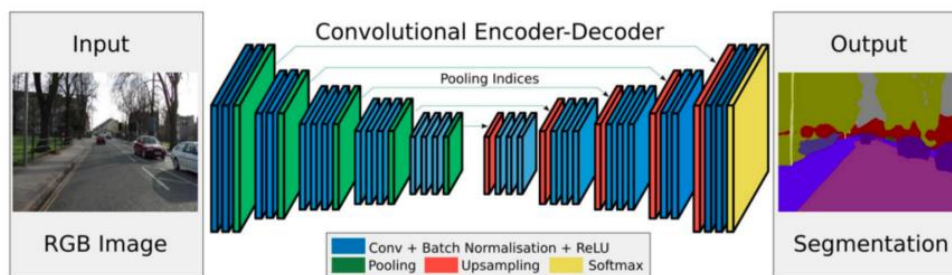 Input
RGB Image
Convolutional Encoder-Decoder
Pooling Indices
Conv + Batch Normalisation + ReLU
Pooling Upsampling Softmax
Output
Segmentation